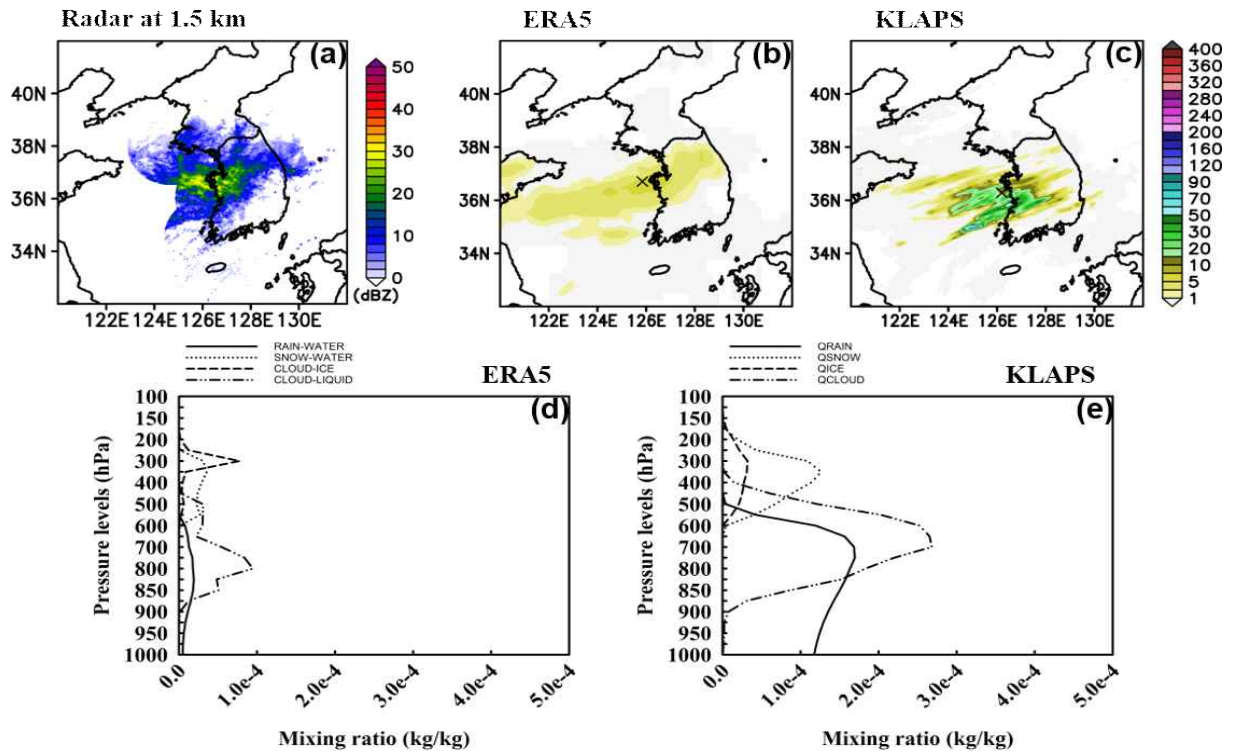 Radar at 1.5 km
ERA5
KLAPS
(a)
(b)
(c)
40N
38N
36N
34N
122E 124E 126E 128E 130E
50
40
30
20
10
0
(dBZ)
40N
38N
36N
34N
122E 124E 126E 128E 130E
40N
38N
36N
34N
122E 124E 126E 128E 130E
400
360
320
280
240
200
160
120
90
70
50
30
20
10
5
1
RAIN-WATER
SNOW-WATER
CLOUD-ICE
CLOUD-LIQUID
ERA5
(d)
Pressure levels (hPa)
100
150
200
300
400
500
600
700
850
900
950
1000
0.0
1.0e-4
2.0e-4
3.0e-4
4.0e-4
5.0e-4
Mixing ratio (kg/kg)
QRAIN
QSNOW
QICE
QCLOUD
KLAPS
(e)
Pressure levels (hPa)
100
150
200
300
400
500
600
700
800
850
900
950
1000
0.0
1.0e-4
2.0e-4
3.0e-4
4.0e-4
5.0e-4
Mixing ratio (kg/kg)